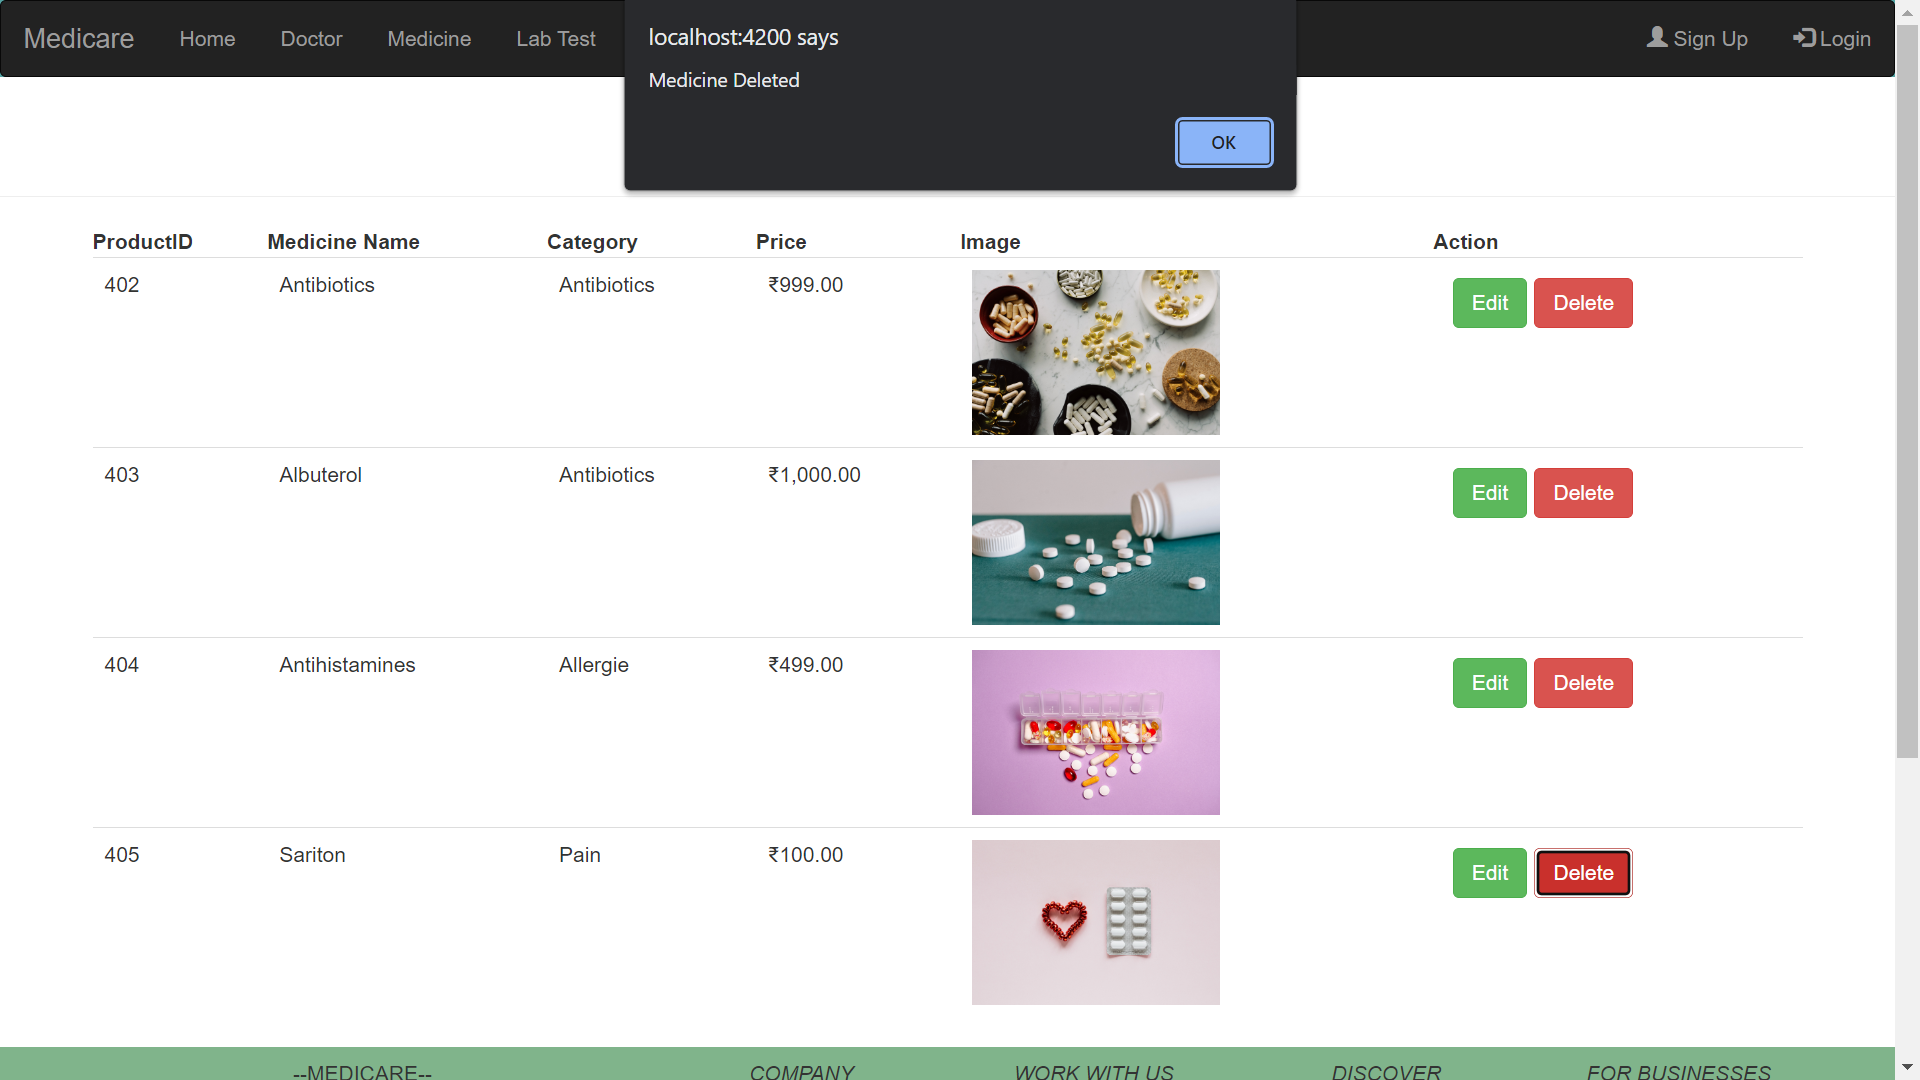 Medicare Home Doctor Medicine Lab Test Sign Up Login
localhost:4200 says
Medicine Deleted
OK
ProductID Medicine Name Category Price Image Action
402 Antibiotics Antibiotics ₹999.00 Edit Delete
403 Albuterol Antibiotics ₹1,000.00 Edit Delete
404 Antihistamines Allergie ₹499.00 Edit Delete
405 Sariton Pain ₹100.00 Edit Delete
--MEDICARE-- COMPANY WORK WITH US DISCOVER FOR BUSINESSES